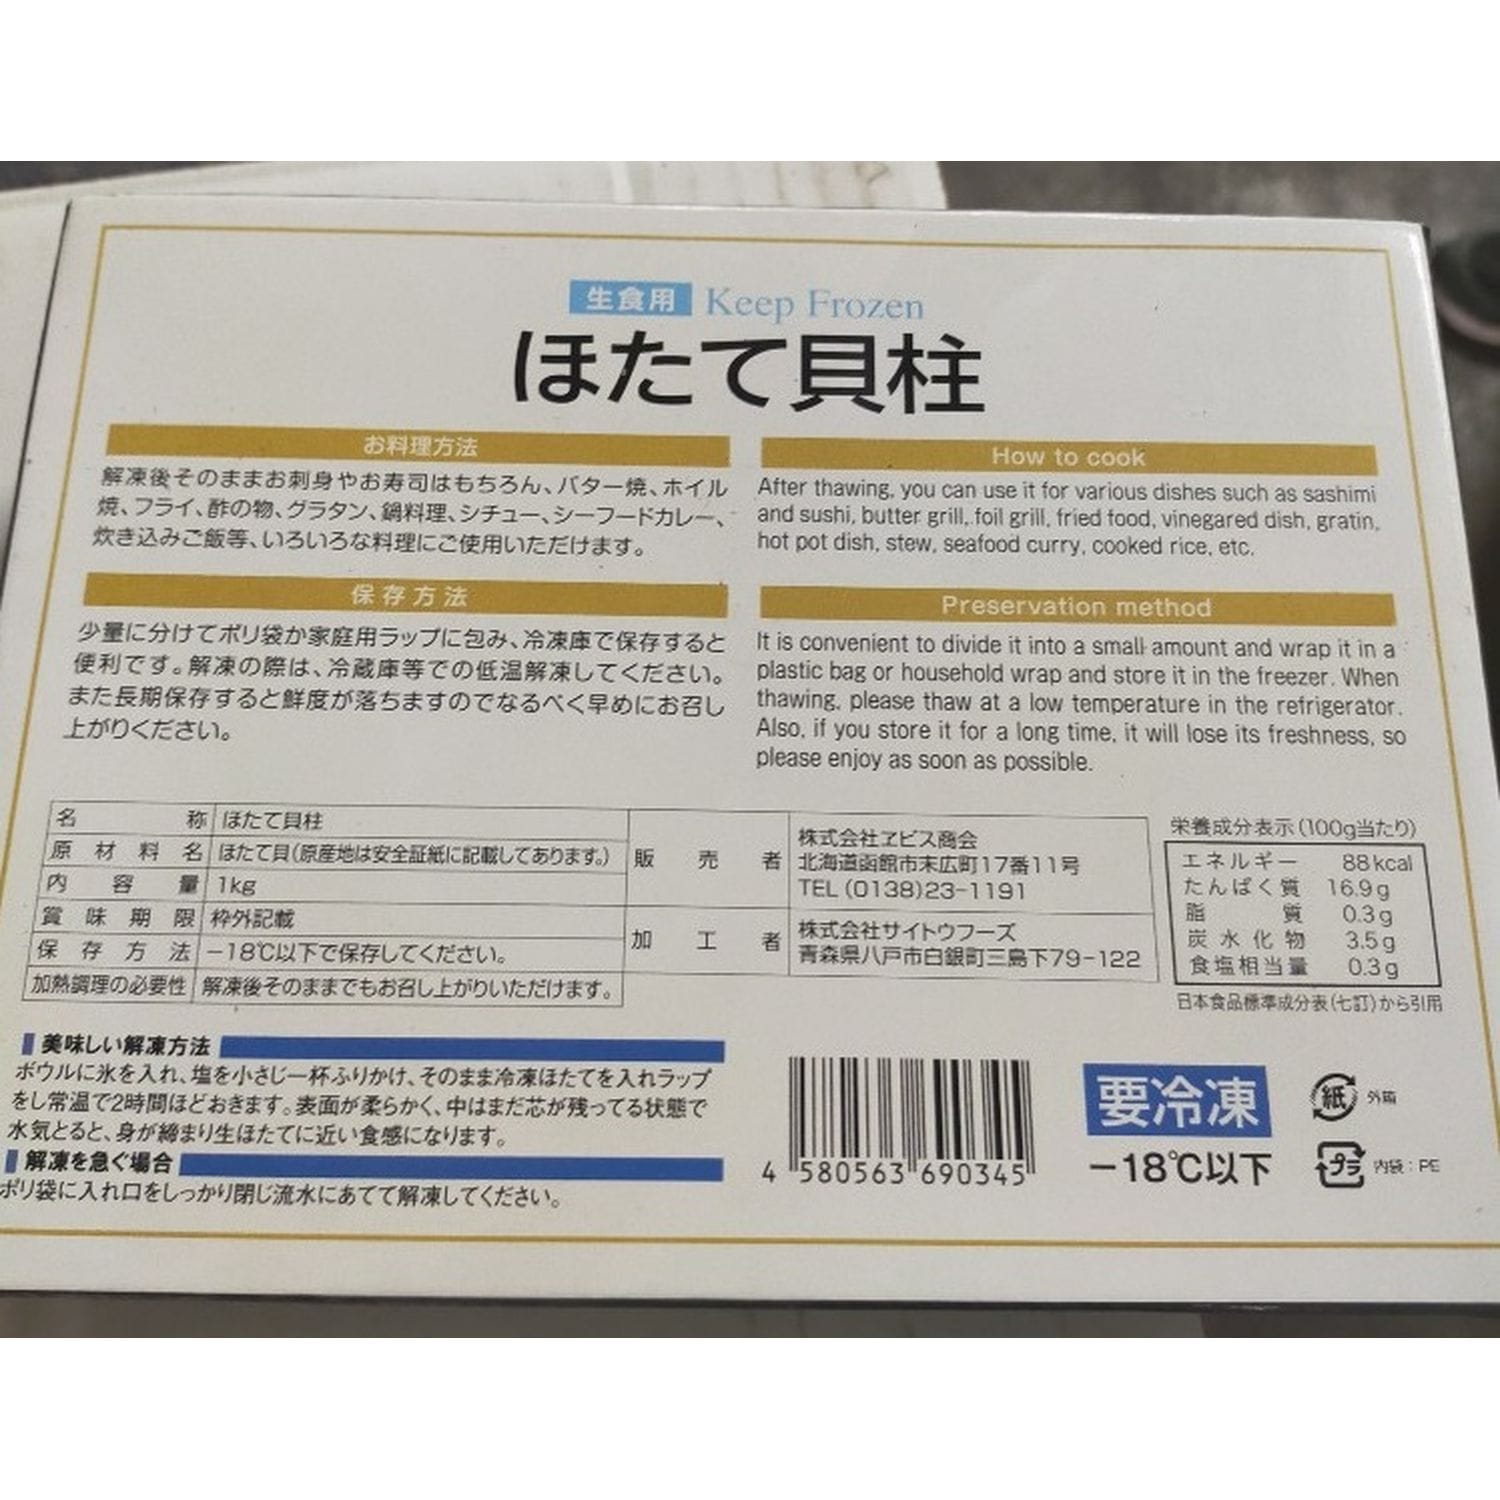 生食用 Keep Frozen
ほたて貝柱
お料理方法
解凍後そのままお刺身やお寿司はもちろん、バター焼、ホイル
焼、フライ、酢の物、グラタン、鍋料理、シチュー、シーフードカレー、
炊き込みご飯等、いろいろな料理にご使用いただけます。
How to cook
After thawing, you can use it for various dishes such as sashimi
and sushi, butter grill, foil grill, fried food, vinegared dish, gratin,
hot pot dish, stew, seafood curry, cooked rice, etc.
保存方法
少量に分けてポリ袋か家庭用ラップに包み、冷凍庫で保存すると
便利です。解凍の際は、冷蔵庫等での低温解凍してください。
また長期保存すると鮮度が落ちますのでなるべく早めにお召し
上がりください。
Preservation method
It is convenient to divide it into a small amount and wrap it in a
plastic bag or household wrap and store it in the freezer. When
thawing, please thaw at a low temperature in the refrigerator.
Also, if you store it for a long time, it will lose its freshness, so
please enjoy as soon as possible.
名称 ほたて貝柱
原材料名 ほたて貝(原産地は安全証紙に記載してあります。)
内容量 1kg
賞味期限 枠外記載
保存方法 -18℃以下で保存してください。
加熱調理の必要性 解凍後そのままでもお召し上がりいただけます。
販売者 株式会社ヱビス商会
北海道函館市末広町17番11号
TEL (0138)23-1191
加工者 株式会社サイトウフーズ
青森県八戸市白銀町三島下79-122
栄養成分表示(100g当たり)
エネルギー 88kcal
たんぱく質 16.9g
脂質 0.3g
炭水化物 3.5g
食塩相当量 0.3g
日本食品標準成分表(七訂)から引用
美味しい解凍方法
ボウルに氷を入れ、塩を小さじ一杯ふりかけ、そのまま冷凍ほたてを入れラップ
をし常温で2時間ほどおきます。表面が柔らかく、中はまだ芯が残ってる状態で
水気とると、身が締まり生ほたてに近い食感になります。
解凍を急ぐ場合
ポリ袋に入れ口をしっかり閉じ流水にあてて解凍してください。
4 580563 690345
要冷凍
-18℃以下
紙 外箱
プラ 内袋：PE